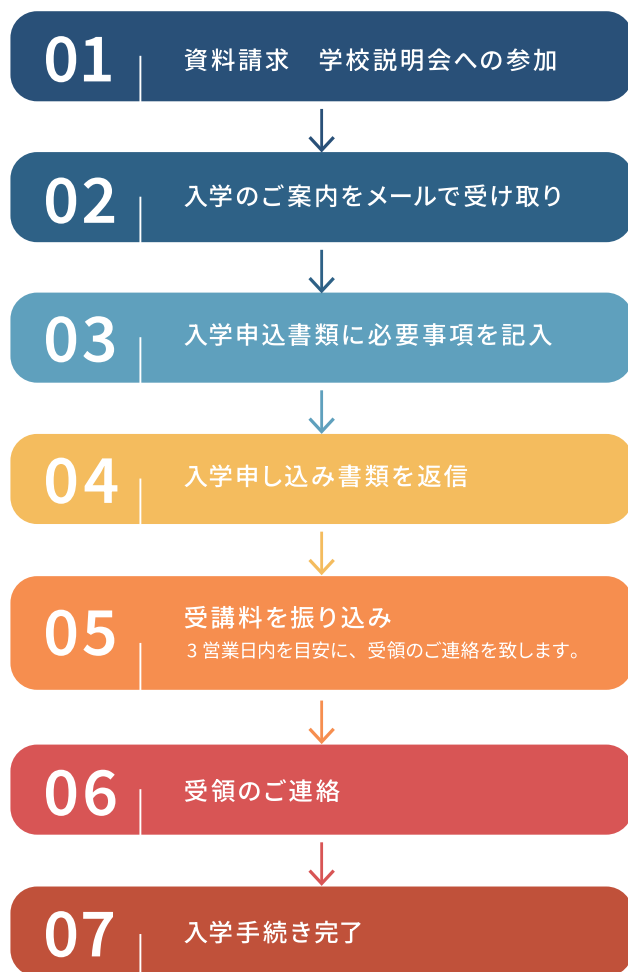 01
資料請求　学校説明会への参加
02
入学のご案内をメールで受け取り
03
入学申込書類に必要事項を記入
04
入学申し込み書類を返信
05
受講料を振り込み
3 営業日内を目安に、受領のご連絡を致します。
06
受領のご連絡
07
入学手続き完了